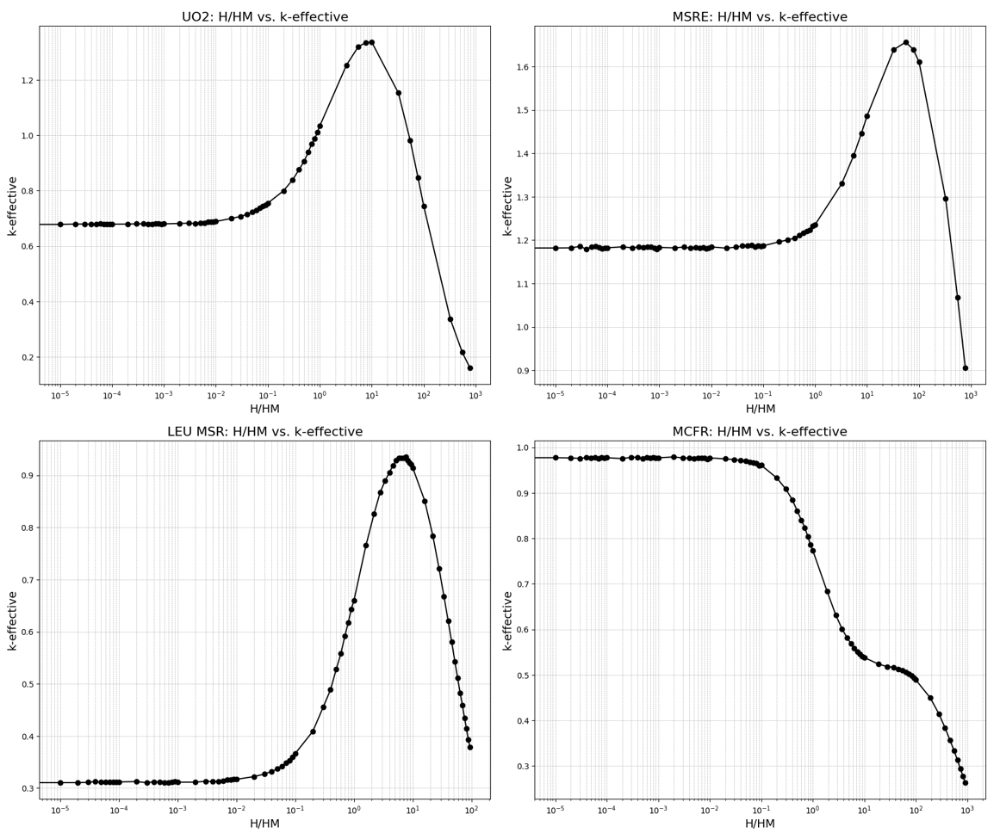 UO2: H/HM vs. k-effective
k-effective
1.2
1.0
0.8
0.6
0.4
0.2
10⁻⁵ 10⁻⁴ 10⁻³ 10⁻² 10⁻¹ 10⁰ 10¹ 10² 10³
H/HM
MSRE: H/HM vs. k-effective
k-effective
1.6
1.5
1.4
1.3
1.2
1.1
1.0
0.9
10⁻⁵ 10⁻⁴ 10⁻³ 10⁻² 10⁻¹ 10⁰ 10¹ 10² 10³
H/HM
LEU MSR: H/HM vs. k-effective
k-effective
0.9
0.8
0.7
0.6
0.5
0.4
0.3
10⁻⁵ 10⁻⁴ 10⁻³ 10⁻² 10⁻¹ 10⁰ 10¹ 10²
H/HM
MCFR: H/HM vs. k-effective
k-effective
1.0
0.9
0.8
0.7
0.6
0.5
0.4
0.3
10⁻⁵ 10⁻⁴ 10⁻³ 10⁻² 10⁻¹ 10⁰ 10¹ 10² 10³
H/HM